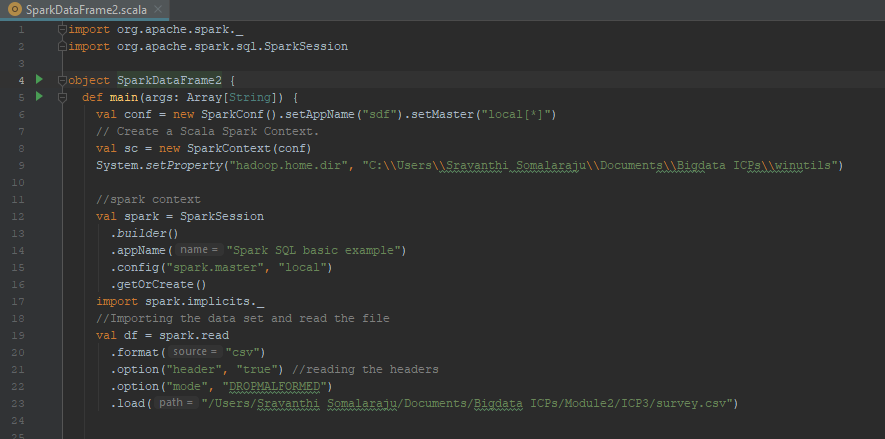 SparkDataFrame2.scala
1 import org.apache.spark._
2 import org.apache.spark.sql.SparkSession
3
4 object SparkDataFrame2 {
5 def main(args: Array[String]) {
6 val conf = new SparkConf().setAppName("sdf").setMaster("local[*]")
7 // Create a Scala Spark Context.
8 val sc = new SparkContext(conf)
9 System.setProperty("hadoop.home.dir", "C:\\Users\\Sravanthi Somalaraju\\Documents\\Bigdata ICPs\\winutils")
10
11 //spark context
12 val spark = SparkSession
13 .builder()
14 .appName( name = "Spark SQL basic example")
15 .config("spark.master", "local")
16 .getOrCreate()
17 import spark.implicits._
18 //Importing the data set and read the file
19 val df = spark.read
20 .format( source = "csv")
21 .option("header", "true") //reading the headers
22 .option("mode", "DROPMALFORMED")
23 .load( path = "/Users/Sravanthi Somalaraju/Documents/Bigdata ICPs/Module2/ICP3/survey.csv")
24
25